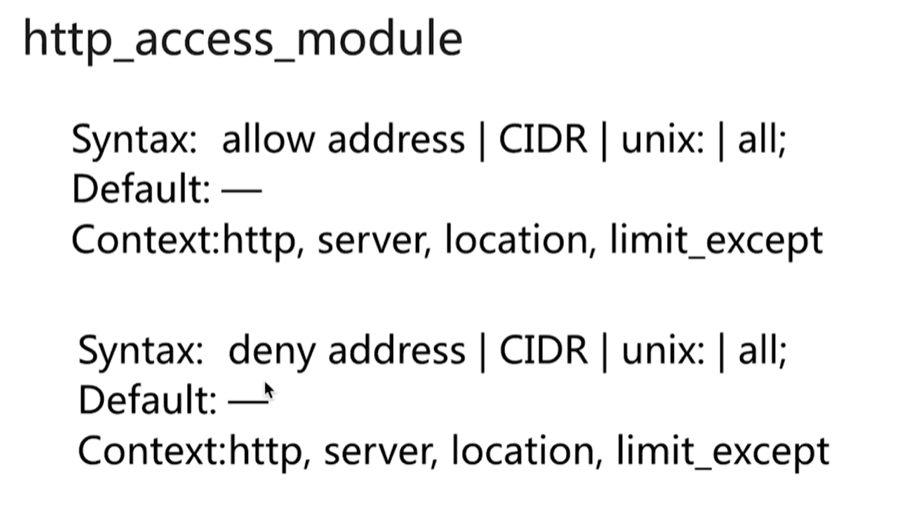 http_access_module
Syntax: allow address | CIDR | unix: | all;
Default: —
Context:http, server, location, limit_except
Syntax: deny address | CIDR | unix: | all;
Default: —
Context:http, server, location, limit_except